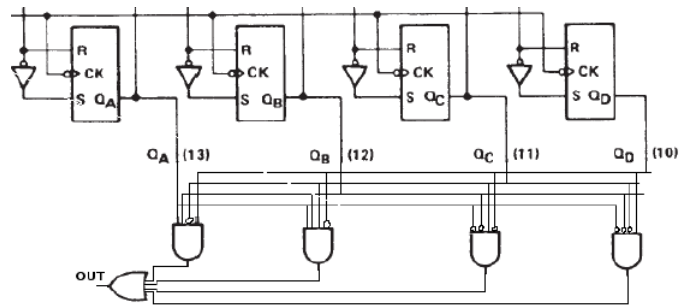 R R R R
CK CK CK CK
S QA S QB S QC S QD
QA (13) QB (12) QC (11) QD (10)
OUT